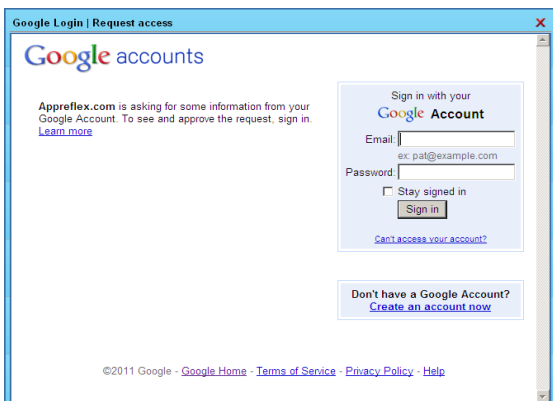 Google Login | Request access
Google accounts
Appreflex.com is asking for some information from your
Google Account. To see and approve the request, sign in.
Learn more
Sign in with your
Google Account
Email:
ex: pat@example.com
Password:
Stay signed in
Sign in
Can't access your account?
Don't have a Google Account?
Create an account now
©2011 Google - Google Home - Terms of Service - Privacy Policy - Help